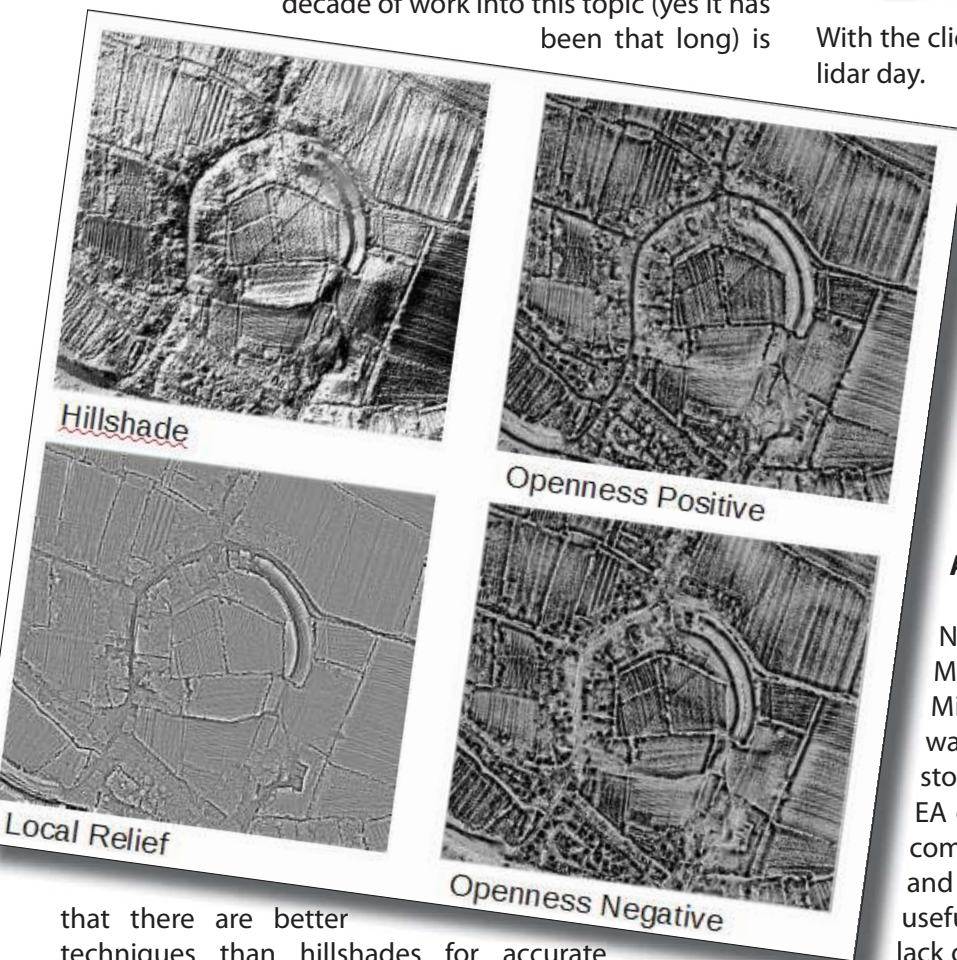 decade of work into this topic (yes it has
been that long) is
Hillshade
Openness Positive
Local Relief
Openness Negative
that there are better
techniques than hillshades for accurate
With the clic
lidar day.
A
N
M
Mi
wa
sto
EA
com
and
usefu
lack o